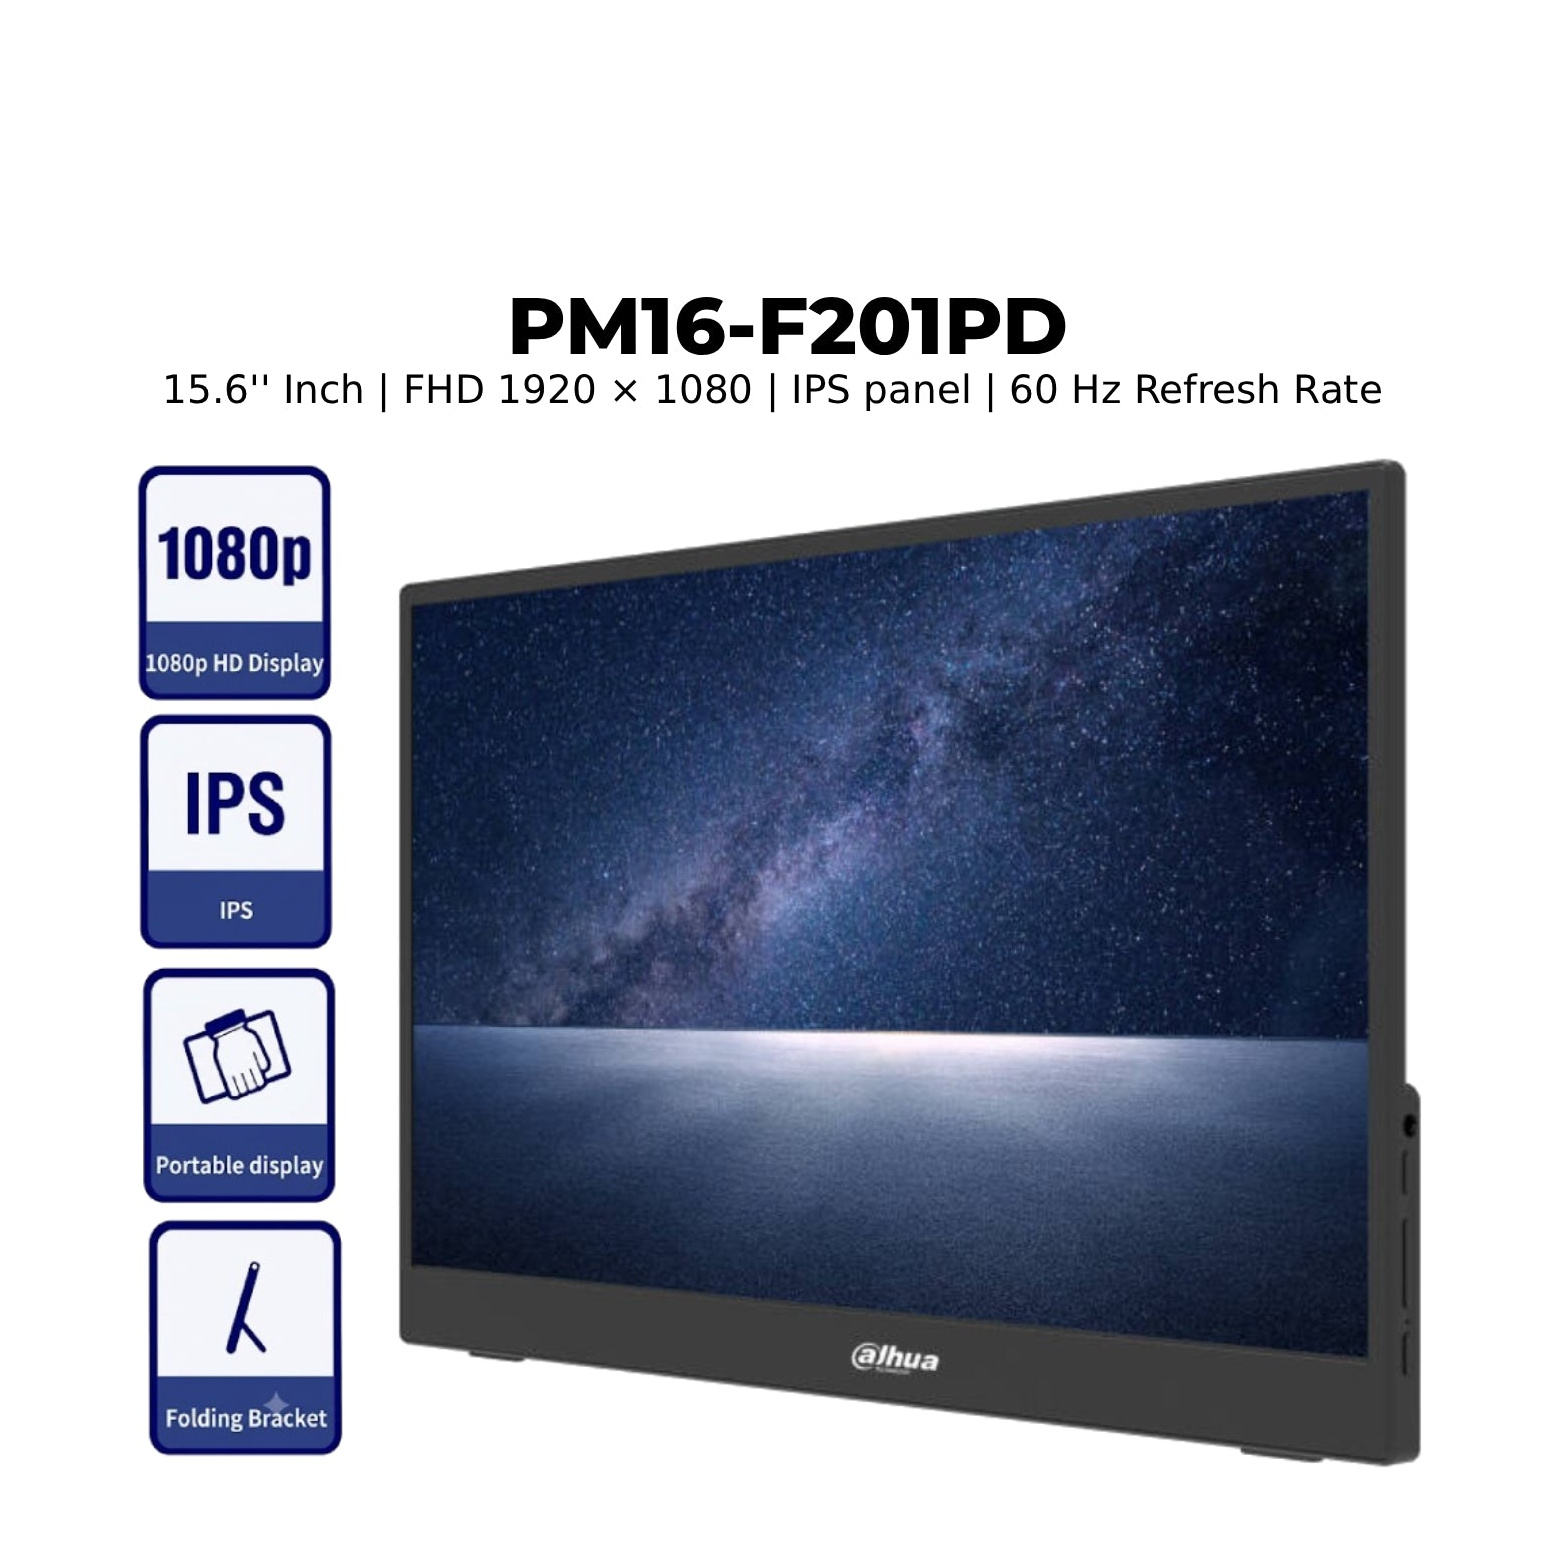 PM16-F201PD
15.6'' Inch | FHD 1920 × 1080 | IPS panel | 60 Hz Refresh Rate
1080p
1080p HD Display
IPS
IPS
Portable display
Folding Bracket
alhua